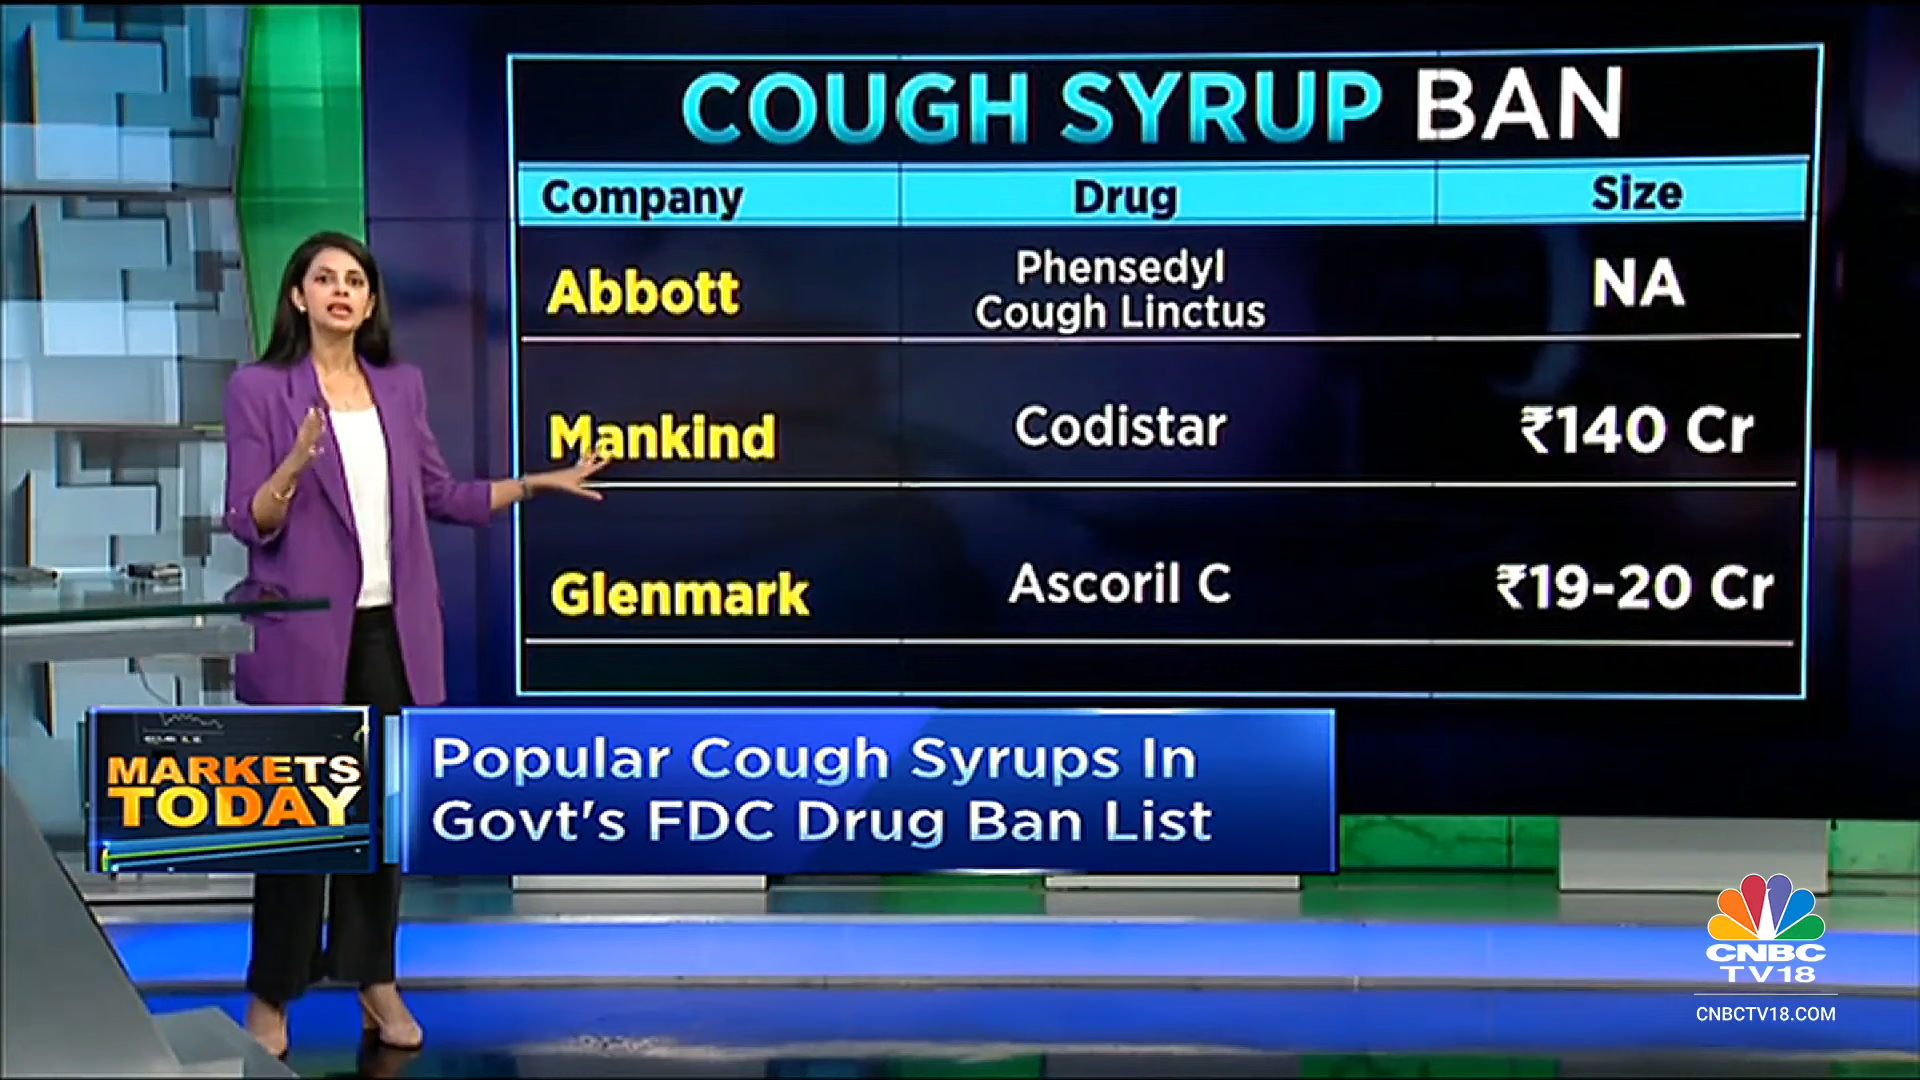 COUGH SYRUP BAN
Company Drug Size
Abbott Phensedyl Cough Linctus NA
Mankind Codistar ₹140 Cr
Glenmark Ascoril C ₹19-20 Cr
MARKETS
TODAY
Popular Cough Syrups In
Govt's FDC Drug Ban List
CNBC
TV18
CNBCTV18.COM